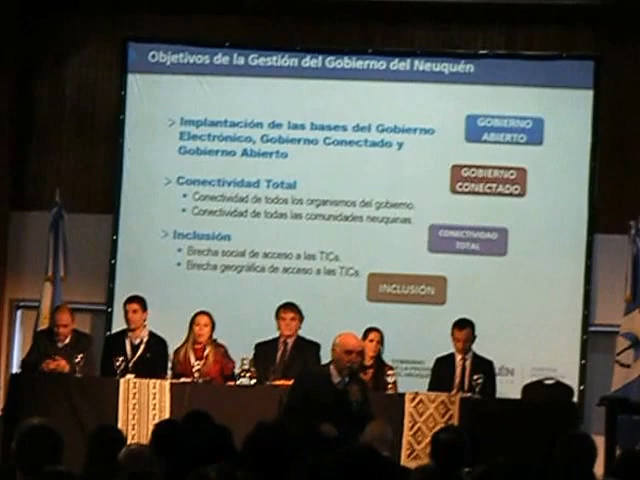 Objetivos de la Gestión del Gobierno del Neuquén
> Implantación de las bases del Gobierno
Electrónico, Gobierno Conectado y
Gobierno Abierto
GOBIERNO
ABIERTO
> Conectividad Total
• Conectividad de todos los organismos del gobierno.
• Conectividad de todas las comunidades neuquinas.
GOBIERNO
CONECTADO
> Inclusión
• Brecha social de acceso a las TICs.
• Brecha geográfica de acceso a las TICs.
CONECTIVIDAD
TOTAL
INCLUSIÓN
GOBIERNO